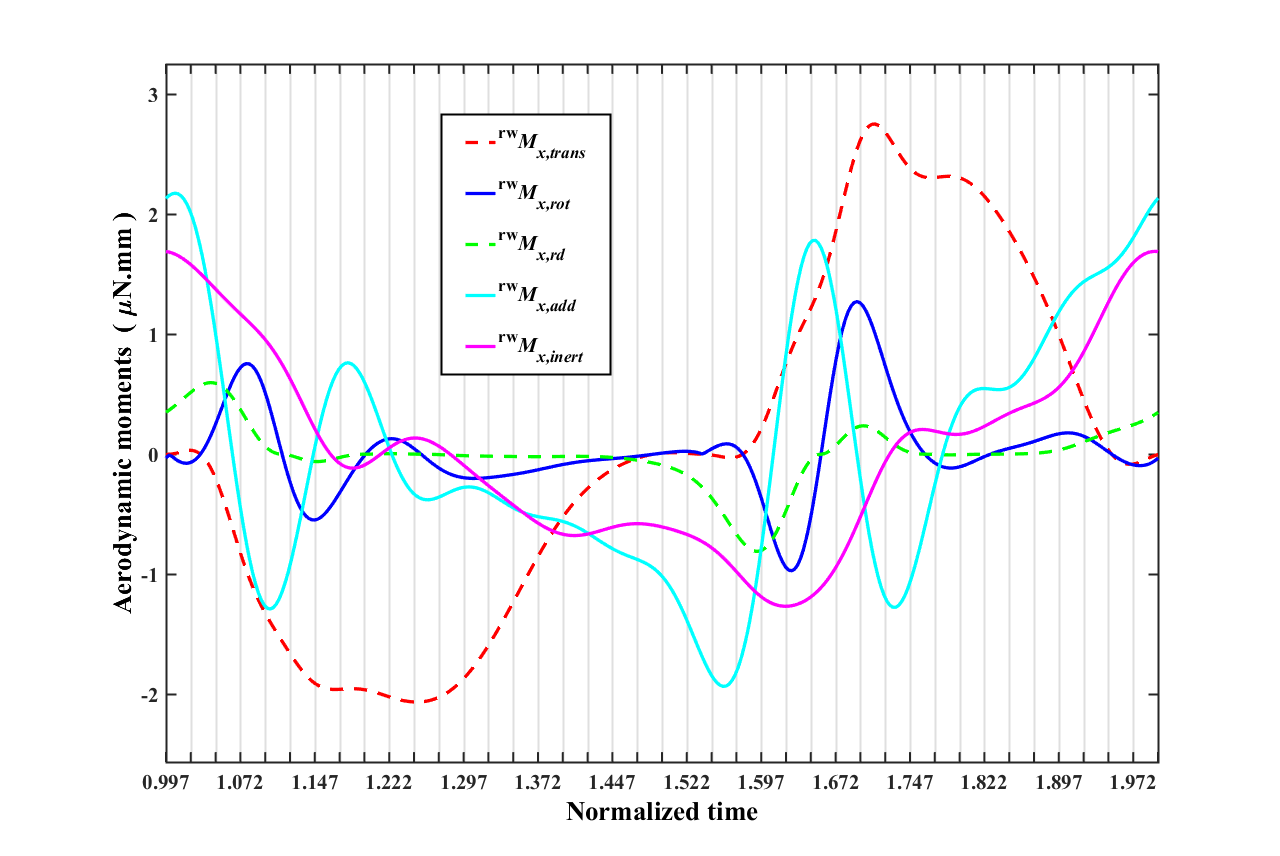 3
2
1
0
-1
-2
Aerodynamic moments ( μN.mm )
rwMx,trans
rwMx,rot
rwMx,rd
rwMx,add
rwMx,inert
0.997 1.072 1.147 1.222 1.297 1.372 1.447 1.522 1.597 1.672 1.747 1.822 1.897 1.972
Normalized time